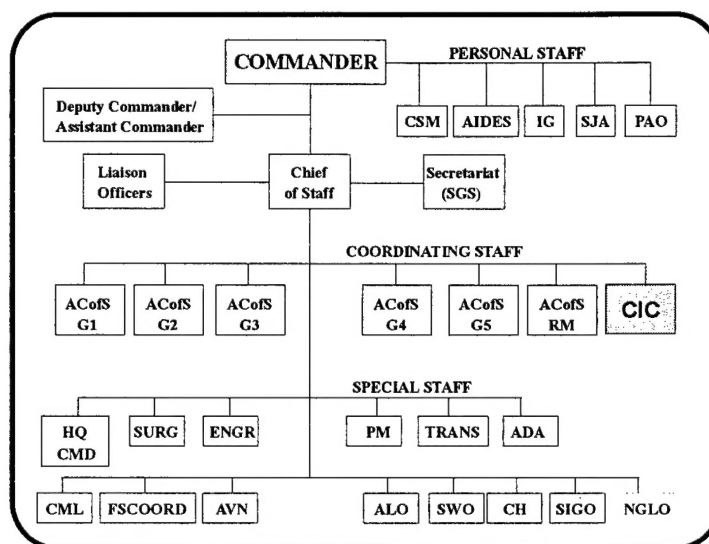 COMMANDER
PERSONAL STAFF
CSM
AIDES
IG
SJA
PAO
Deputy Commander/
Assistant Commander
Liaison
Officers
Chief
of Staff
Secretariat
(SGS)
COORDINATING STAFF
ACofS
G1
ACofS
G2
ACofS
G3
ACofS
G4
ACofS
G5
ACofS
RM
CIC
SPECIAL STAFF
HQ
CMD
SURG
ENGR
PM
TRANS
ADA
CML
FSCOORD
AVN
ALO
SWO
CH
SIGO
NGLO